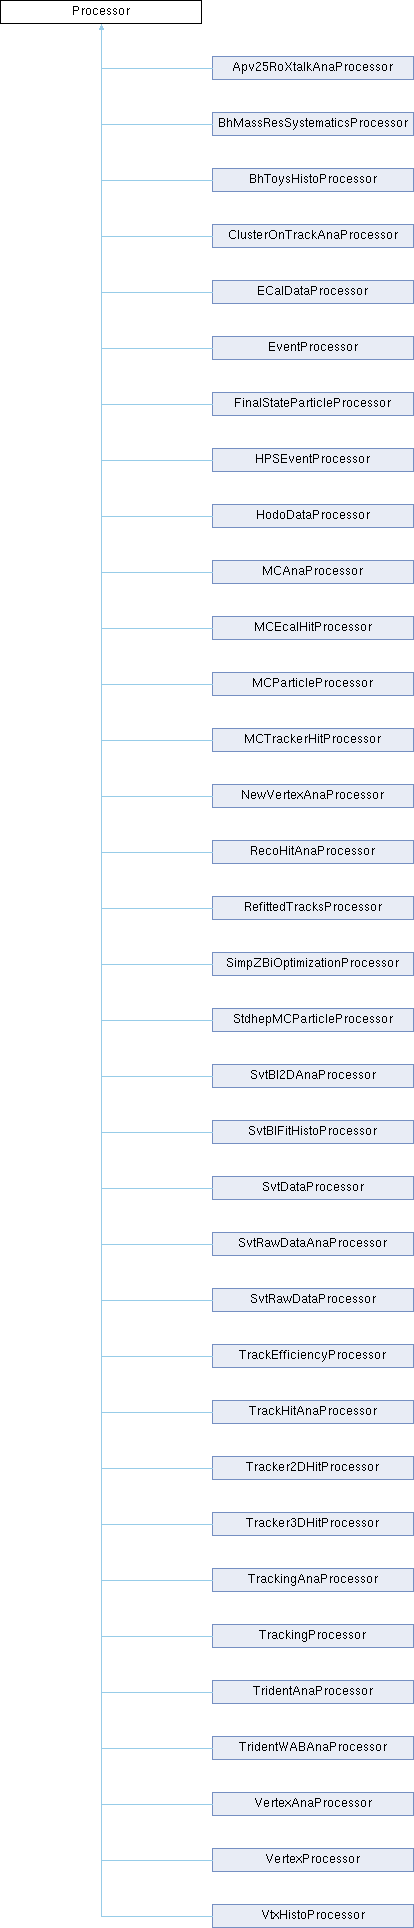 Processor
Apv25RoXtalkAnaProcessor
BhMassResSystematicsProcessor
BhToysHistoProcessor
ClusterOnTrackAnaProcessor
ECalDataProcessor
EventProcessor
FinalStateParticleProcessor
HPSEventProcessor
HodoDataProcessor
MCAnaProcessor
MCEcalHitProcessor
MCParticleProcessor
MCTrackerHitProcessor
NewVertexAnaProcessor
RecoHitAnaProcessor
RefittedTracksProcessor
SimpZBiOptimizationProcessor
StdhepMCParticleProcessor
SvtBl2DAnaProcessor
SvtBlFitHistoProcessor
SvtDataProcessor
SvtRawDataAnaProcessor
SvtRawDataProcessor
TrackEfficiencyProcessor
TrackHitAnaProcessor
Tracker2DHitProcessor
Tracker3DHitProcessor
TrackingAnaProcessor
TrackingProcessor
TridentAnaProcessor
TridentWABAnaProcessor
VertexAnaProcessor
VertexProcessor
VtxHistoProcessor